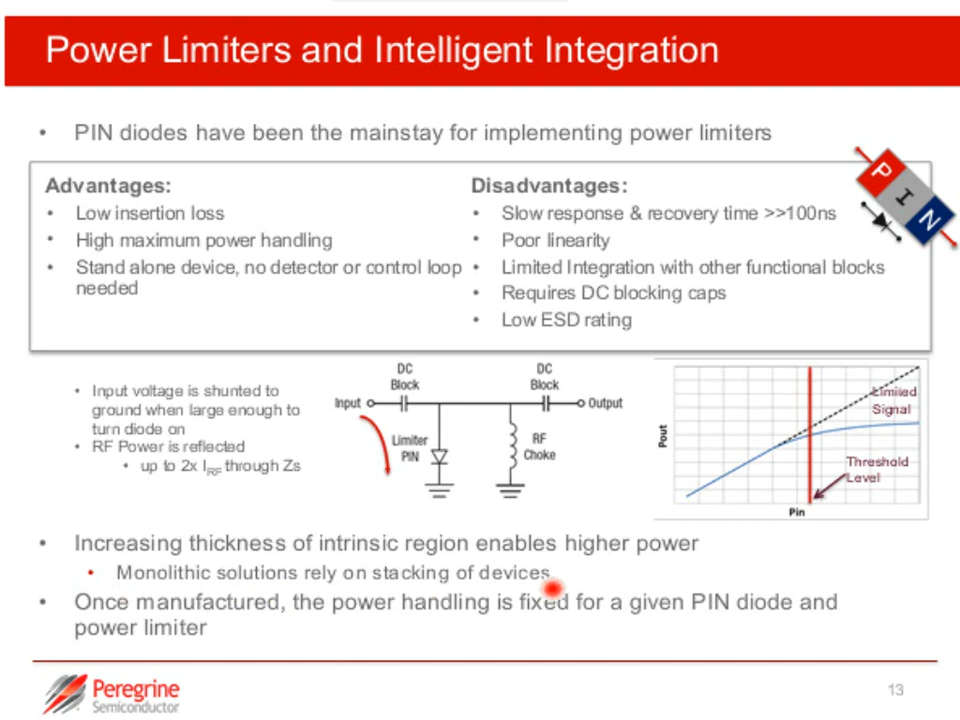 Power Limiters and Intelligent Integration
• PIN diodes have been the mainstay for implementing power limiters
Advantages:
• Low insertion loss
• High maximum power handling
• Stand alone device, no detector or control loop
needed
Disadvantages:
• Slow response & recovery time >>100ns
• Poor linearity
• Limited Integration with other functional blocks
• Requires DC blocking caps
• Low ESD rating
P I N
• Input voltage is shunted to
ground when large enough to
turn diode on
• RF Power is reflected
• up to 2x IRF through Zs
DC
Block
DC
Block
Input
Output
Limiter
PIN
RF
Choke
Pout
Limited
Signal
Threshold
Level
Pin
• Increasing thickness of intrinsic region enables higher power
• Monolithic solutions rely on stacking of devices
• Once manufactured, the power handling is fixed for a given PIN diode and
power limiter
Peregrine
Semiconductor
13